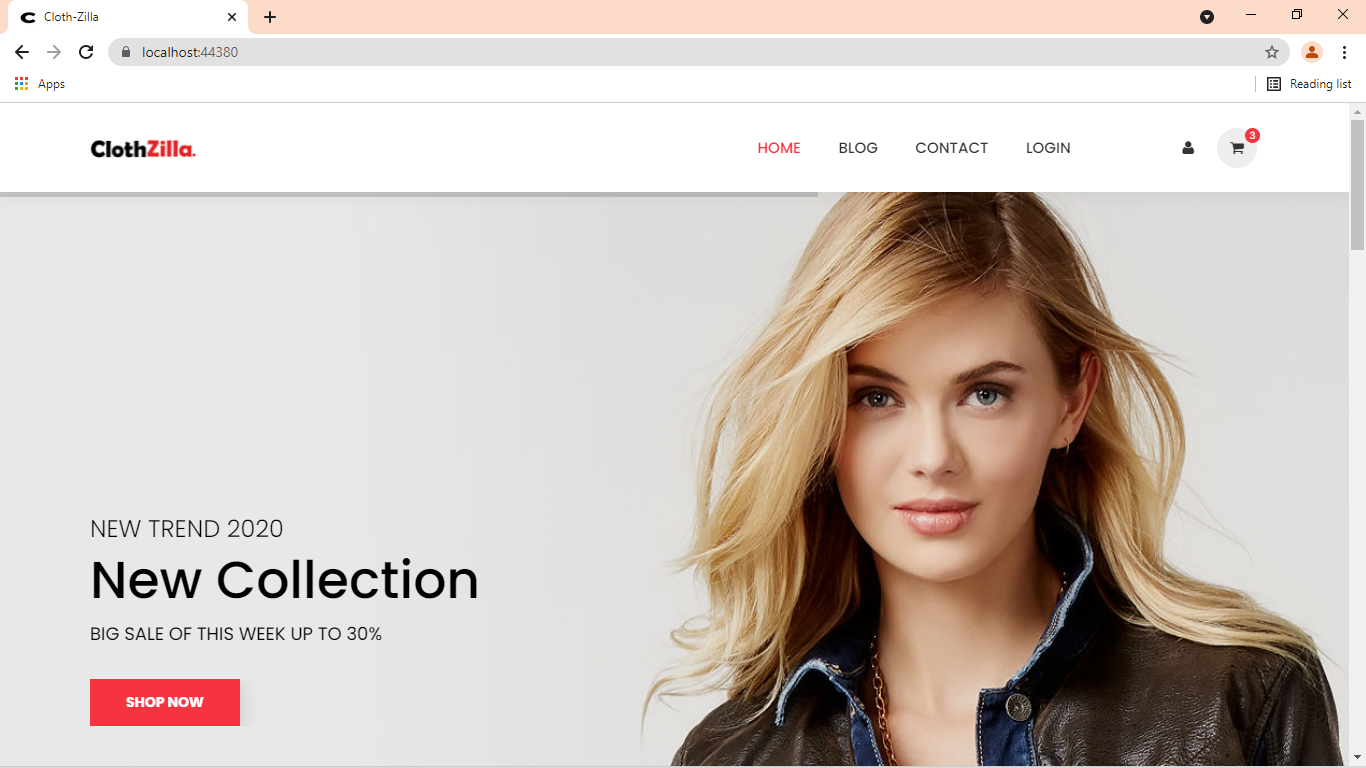 Cloth-Zilla
localhost:44380
Apps
Reading list
ClothZilla.
HOME BLOG CONTACT LOGIN 3
NEW TREND 2020
New Collection
BIG SALE OF THIS WEEK UP TO 30%
SHOP NOW